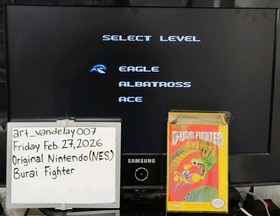 SELECT LEVEL
EAGLE
ALBATROSS
ACE
art_vandelay007
Friday Feb. 27, 2026
Original Nintendo (NES)
Burai Fighter
SAMSUNG
BURAI FIGHTER